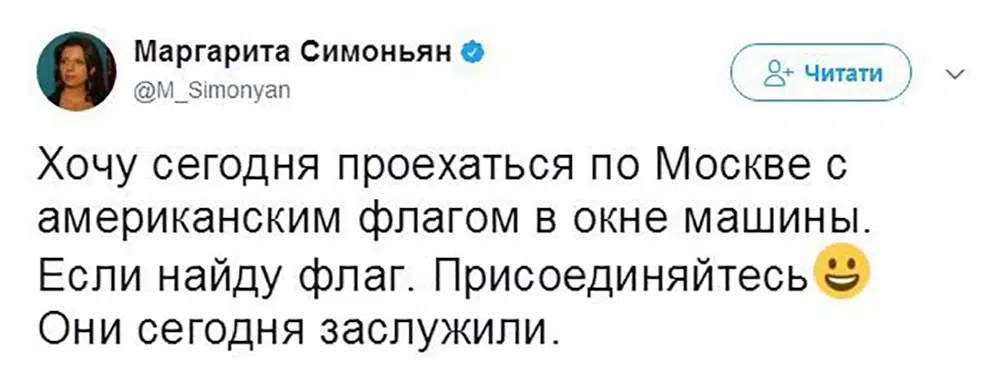 Маргарита Симоньян
@M_Simonyan
Читати
Хочу сегодня проехаться по Москве с
американским флагом в окне машины.
Если найду флаг. Присоединяйтесь😀
Они сегодня заслужили.